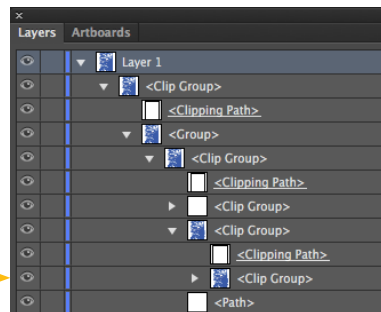 Layers Artboards
Layer 1
<Clip Group>
<Clipping Path>
<Group>
<Clip Group>
<Clipping Path>
<Clip Group>
<Clip Group>
<Clipping Path>
<Clip Group>
<Path>